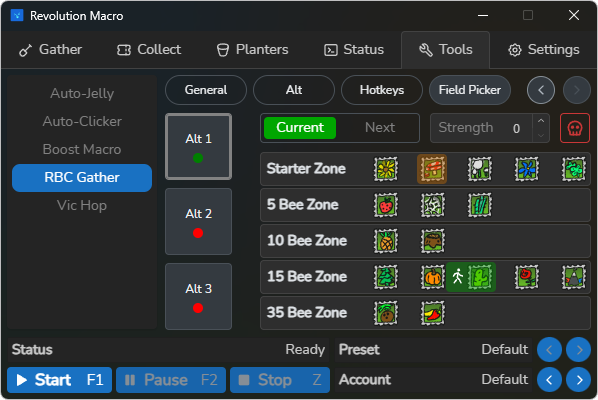 Revolution Macro
Gather Collect Planters Status Tools Settings
Auto-Jelly
Auto-Clicker
Boost Macro
RBC Gather
Vic Hop
General Alt Hotkeys Field Picker
Alt 1
Alt 2
Alt 3
Current Next Strength 0
Starter Zone
5 Bee Zone
10 Bee Zone
15 Bee Zone
35 Bee Zone
Status Ready Preset Default
Start F1 Pause F2 Stop Z Account Default